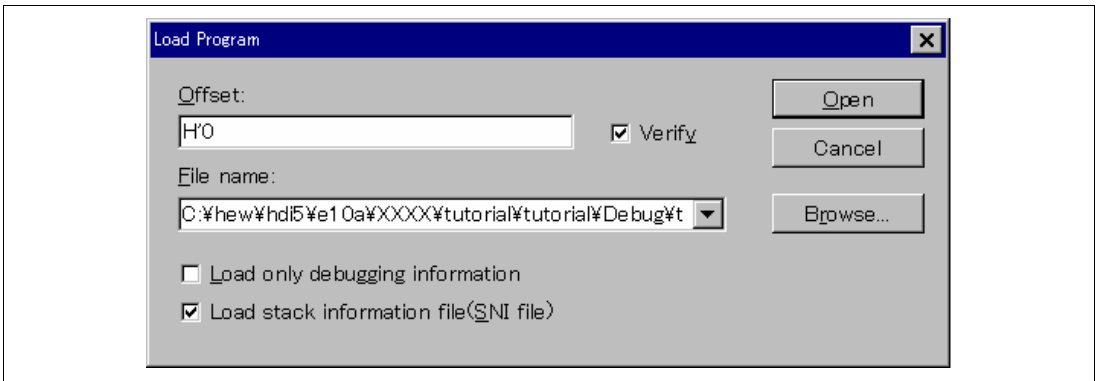 Load Program
Offset:
H'0
Verify
Open
Cancel
File name:
C:¥hew¥hdi5¥e10a¥XXXX¥tutorial¥tutorial¥Debug¥t
Browse...
Load only debugging information
Load stack information file(SNI file)